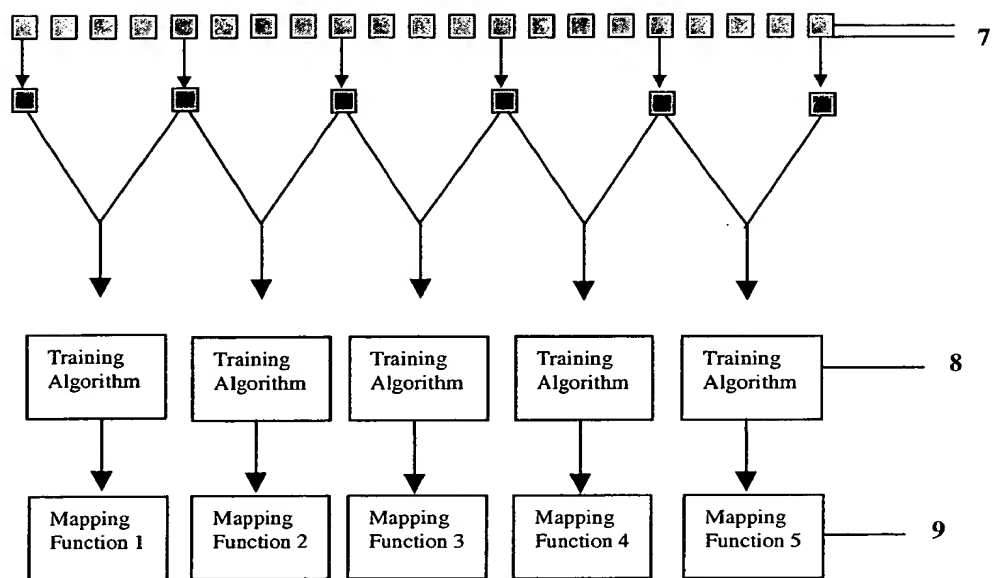 7
Training
Algorithm
Training
Algorithm
Training
Algorithm
Training
Algorithm
Training
Algorithm
8
Mapping
Function 1
Mapping
Function 2
Mapping
Function 3
Mapping
Function 4
Mapping
Function 5
9